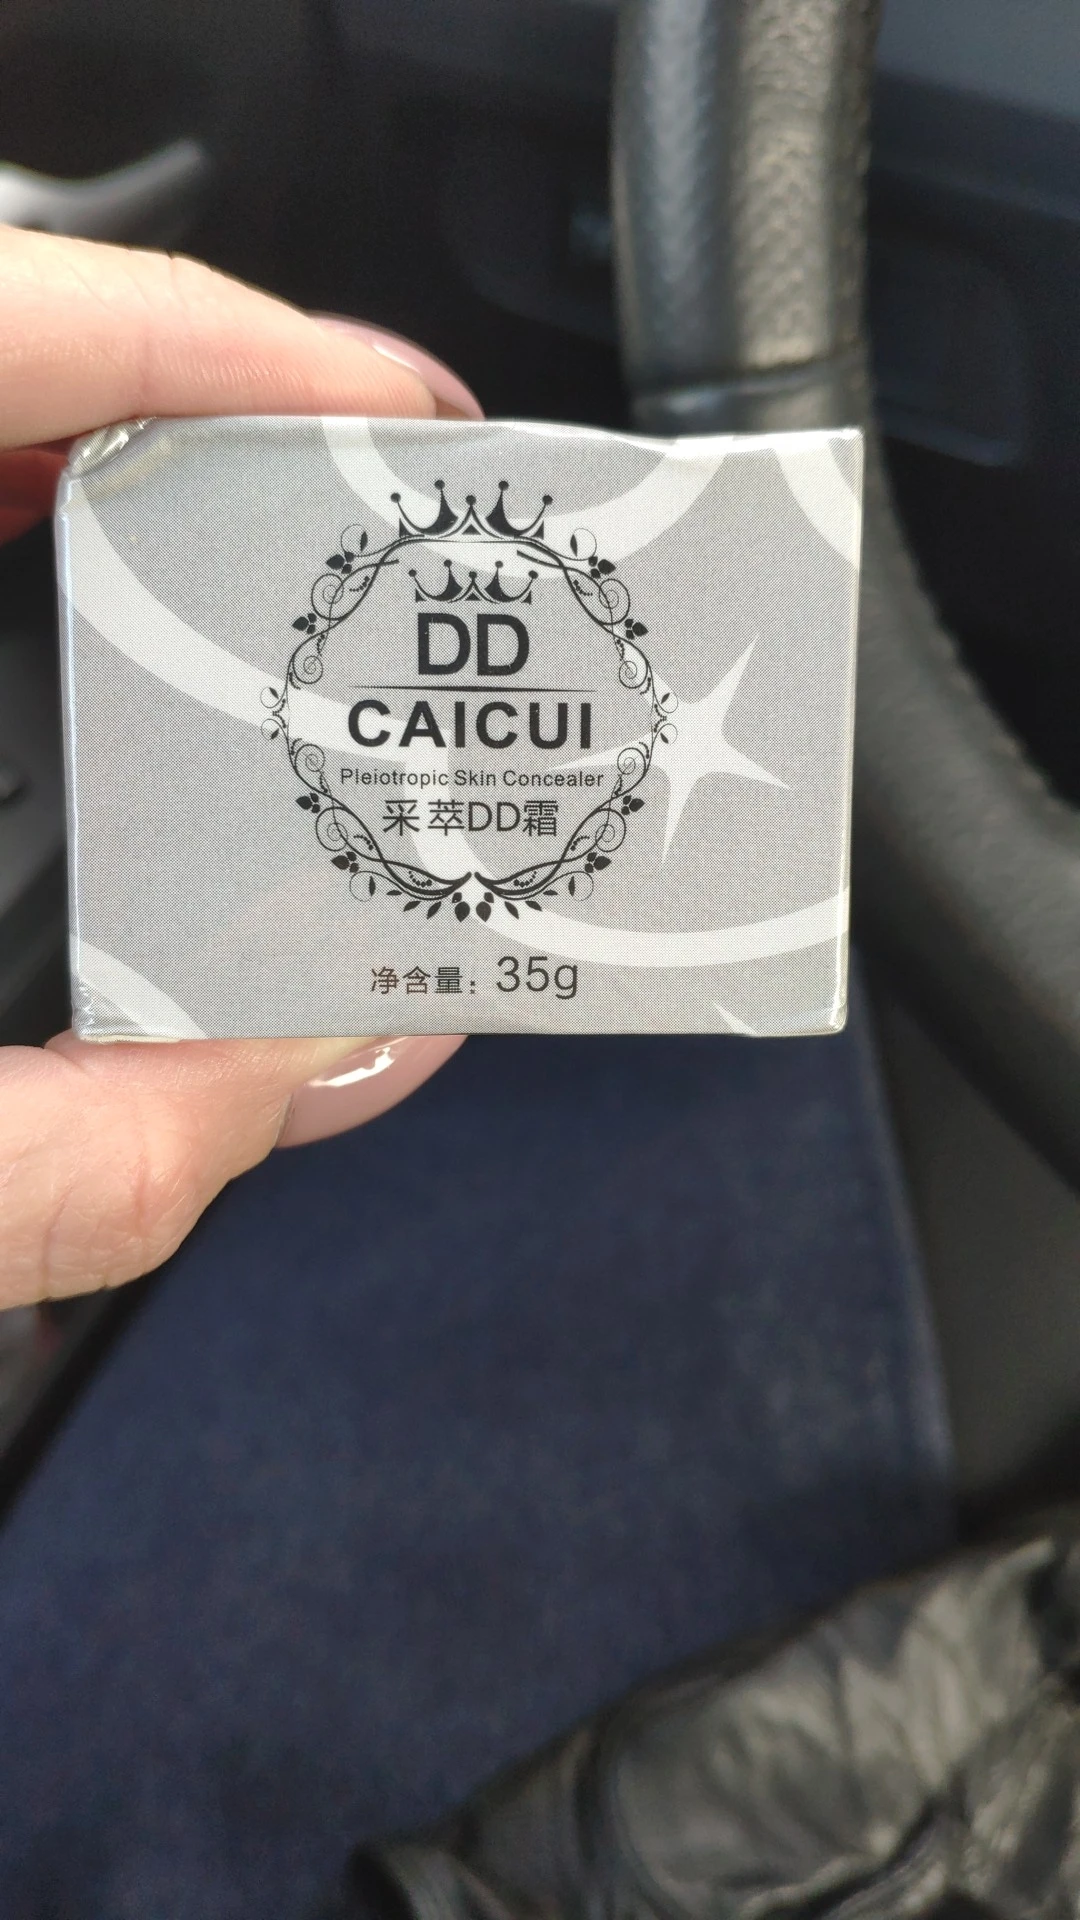 DD
CAICUI
Pleiotropic Skin Concealer
采萃DD霜
净含量：35g